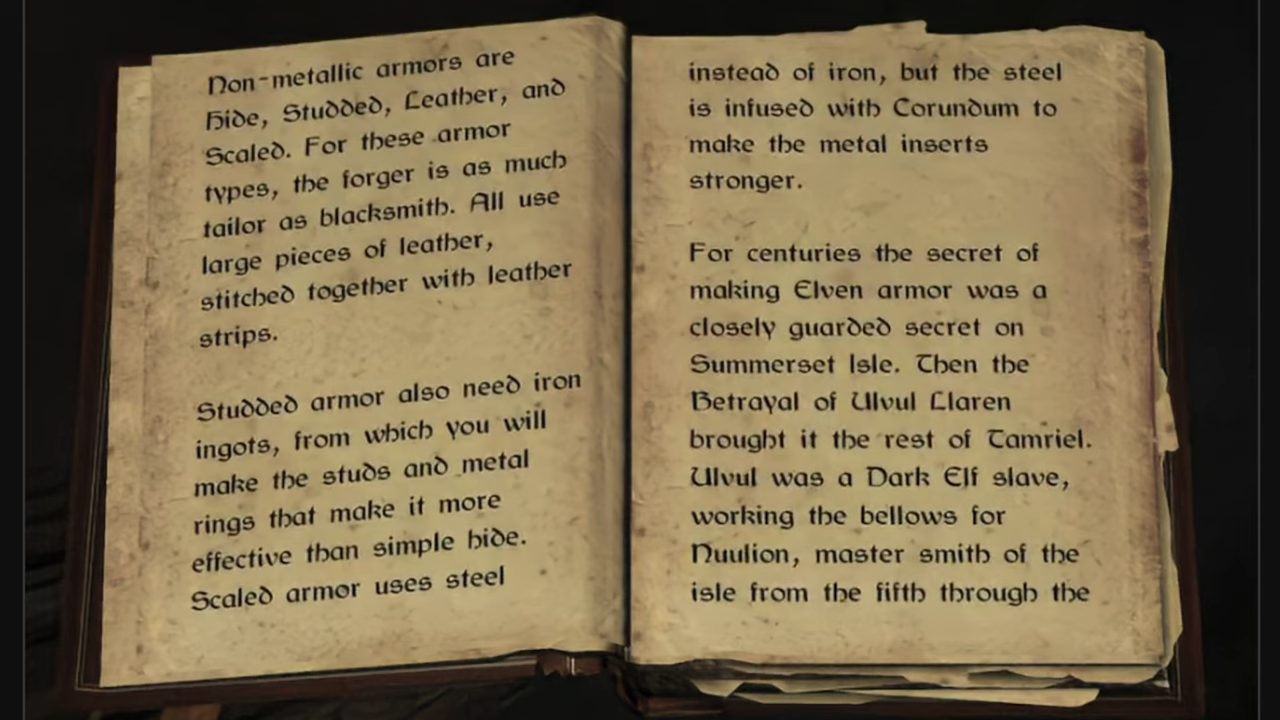 Non-metallic armors are
Hide, Studded, Leather, and
Scaled. For these armor
types, the forger is as much
tailor as blacksmith. All use
large pieces of leather,
stitched together with leather
strips.
Studded armor also need iron
ingots, from which you will
make the studs and metal
rings that make it more
effective than simple hide.
Scaled armor uses steel
instead of iron, but the steel
is infused with Corundum to
make the metal inserts
stronger.
For centuries the secret of
making Elven armor was a
closely guarded secret on
Summerset Isle. Then the
Betrayal of Ulvul Llaren
brought it the rest of Tamriel.
Ulvul was a Dark Elf slave,
working the bellows for
Nuulion, master smith of the
isle from the fifth through the